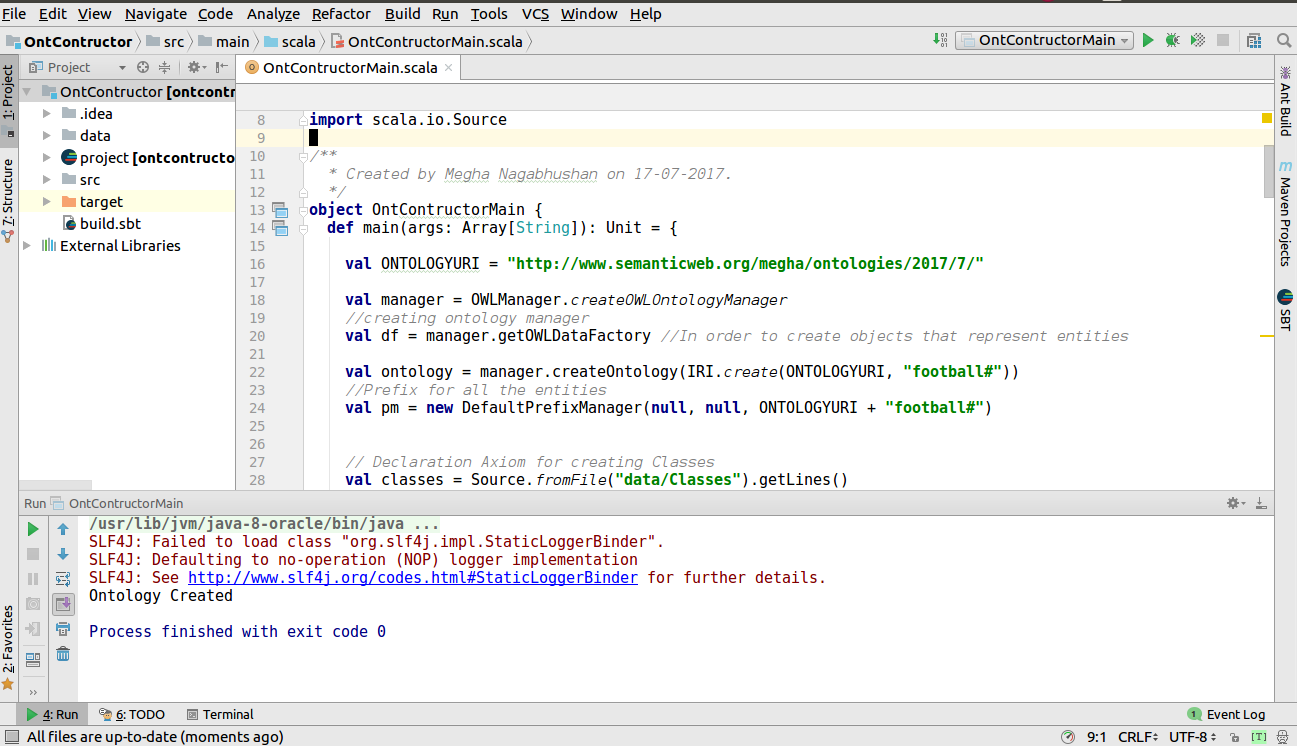 File Edit View Navigate Code Analyze Refactor Build Run Tools VCS Window Help
OntContructor src main scala OntContructorMain.scala OntContructorMain
1: Project
7: Structure
2: Favorites
Project
OntContructorMain.scala
OntContructor [ontcontr
.idea
data
project [ontcontructo
src
target
build.sbt
External Libraries
8 import scala.io.Source
9
10 /**
11 * Created by Megha Nagabhushan on 17-07-2017.
12 */
13 object OntContructorMain {
14 def main(args: Array[String]): Unit = {
15
16 val ONTOLOGYURI = "http://www.semanticweb.org/megha/ontologies/2017/7/"
17
18 val manager = OWLManager.createOWLOntologyManager
19 //creating ontology manager
20 val df = manager.getOWLDataFactory //In order to create objects that represent entities
21
22 val ontology = manager.createOntology(IRI.create(ONTOLOGYURI, "football#"))
23 //Prefix for all the entities
24 val pm = new DefaultPrefixManager(null, null, ONTOLOGYURI + "football#")
25
26
27 // Declaration Axiom for creating Classes
28 val classes = Source.fromFile("data/Classes").getLines()
Ant Build
m Maven Projects
SBT
Run OntContructorMain
/usr/lib/jvm/java-8-oracle/bin/java ...
SLF4J: Failed to load class "org.slf4j.impl.StaticLoggerBinder".
SLF4J: Defaulting to no-operation (NOP) logger implementation
SLF4J: See http://www.slf4j.org/codes.html#StaticLoggerBinder for further details.
Ontology Created
Process finished with exit code 0
4: Run 6: TODO Terminal 1 Event Log
All files are up-to-date (moments ago) 9:1 CRLF UTF-8 [T]